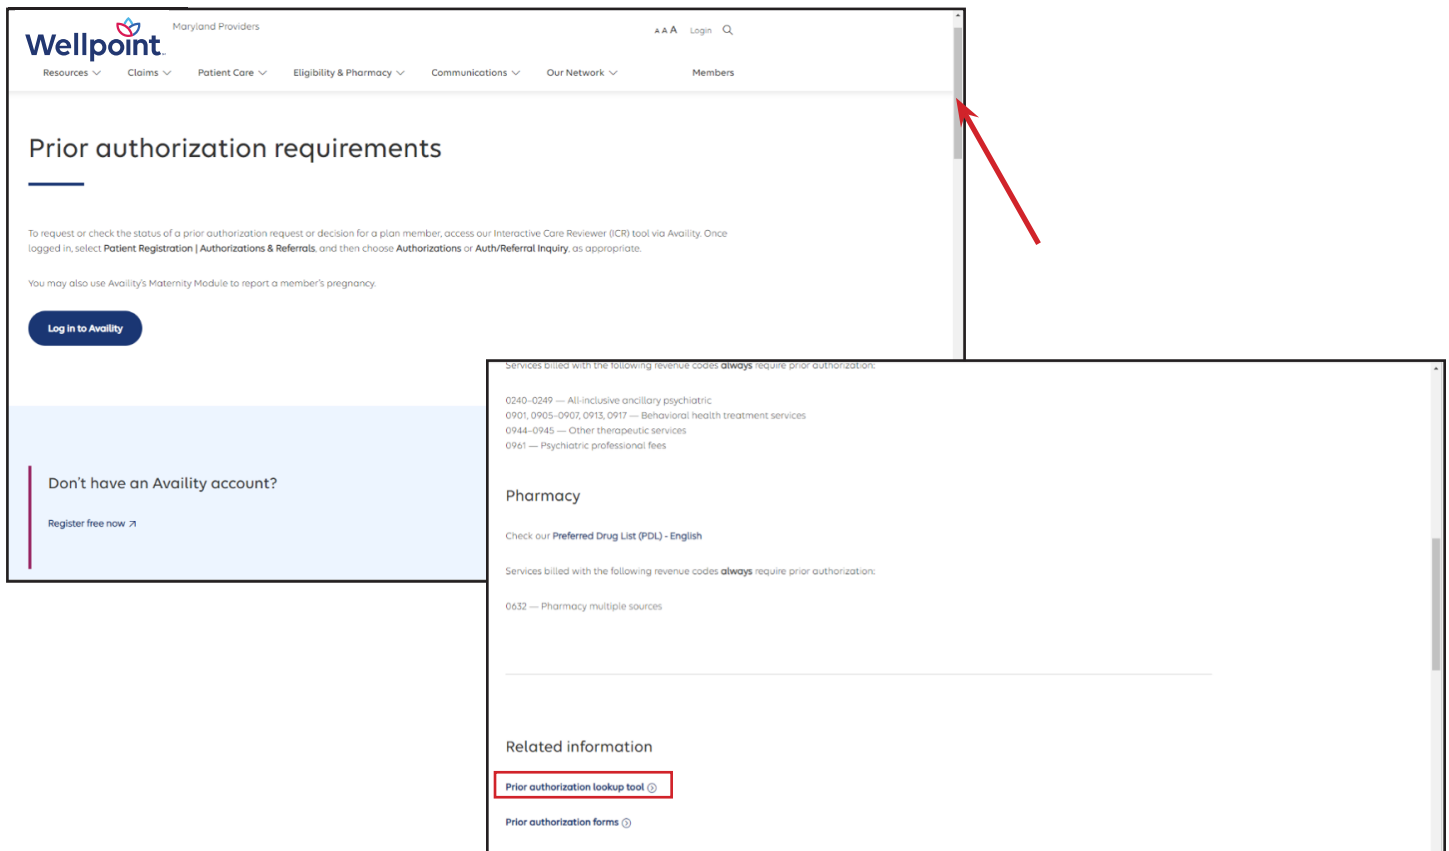 Wellpoint
Maryland Providers
A A A Login
Resources Claims Patient Care Eligibility & Pharmacy Communications Our Network Members
Prior authorization requirements
To request or check the status of a prior authorization request or decision for a plan member, access our Interactive Care Reviewer (ICR) tool via Availity. Once
logged in, select Patient Registration | Authorizations & Referrals, and then choose Authorizations or Auth/Referral Inquiry, as appropriate.
You may also use Availity's Maternity Module to report a member's pregnancy.
Log in to Availity
Don't have an Availity account?
Register free now
Services billed with the following revenue codes always require prior authorization:
0240-0249 — All-inclusive ancillary psychiatric
0901, 0905-0907, 0913, 0917 — Behavioral health treatment services
0944-0945 — Other therapeutic services
0961 — Psychiatric professional fees
Pharmacy
Check our Preferred Drug List (PDL) - English
Services billed with the following revenue codes always require prior authorization:
0632 — Pharmacy multiple sources
Related information
Prior authorization lookup tool
Prior authorization forms